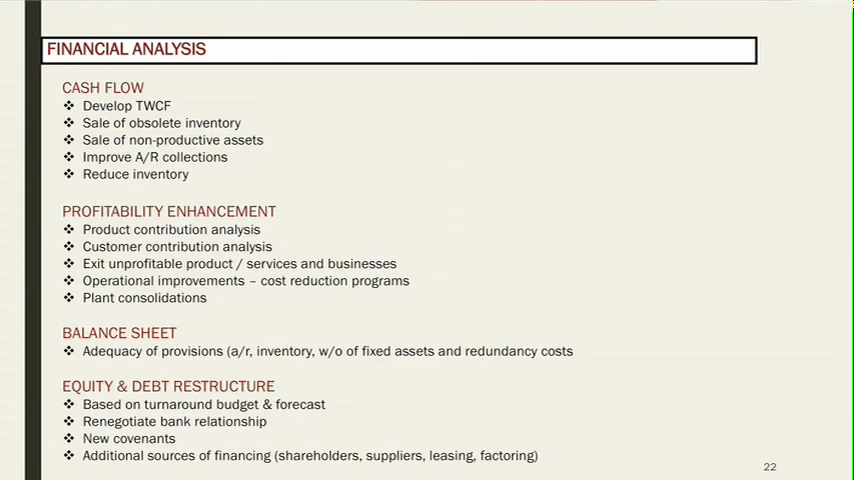 FINANCIAL ANALYSIS
CASH FLOW
❖ Develop TWCF
❖ Sale of obsolete inventory
❖ Sale of non-productive assets
❖ Improve A/R collections
❖ Reduce inventory
PROFITABILITY ENHANCEMENT
❖ Product contribution analysis
❖ Customer contribution analysis
❖ Exit unprofitable product / services and businesses
❖ Operational improvements – cost reduction programs
❖ Plant consolidations
BALANCE SHEET
❖ Adequacy of provisions (a/r, inventory, w/o of fixed assets and redundancy costs
EQUITY & DEBT RESTRUCTURE
❖ Based on turnaround budget & forecast
❖ Renegotiate bank relationship
❖ New covenants
❖ Additional sources of financing (shareholders, suppliers, leasing, factoring)
22